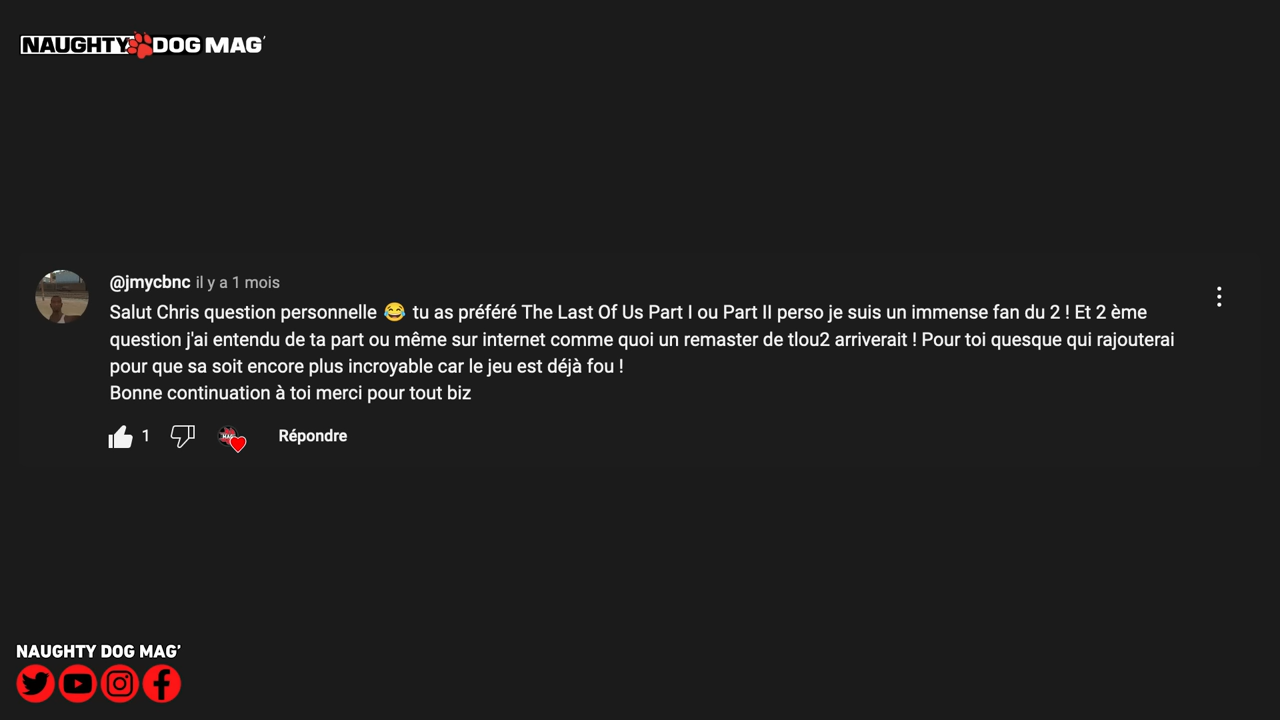 NAUGHTY DOG MAG'
@jmycbnc il y a 1 mois
Salut Chris question personnelle 😂 tu as préféré The Last Of Us Part I ou Part II perso je suis un immense fan du 2 ! Et 2 ème
question j'ai entendu de ta part ou même sur internet comme quoi un remaster de tlou2 arriverait ! Pour toi quesque qui rajouterai
pour que sa soit encore plus incroyable car le jeu est déjà fou !
Bonne continuation à toi merci pour tout biz
1 Répondre
NAUGHTY DOG MAG'